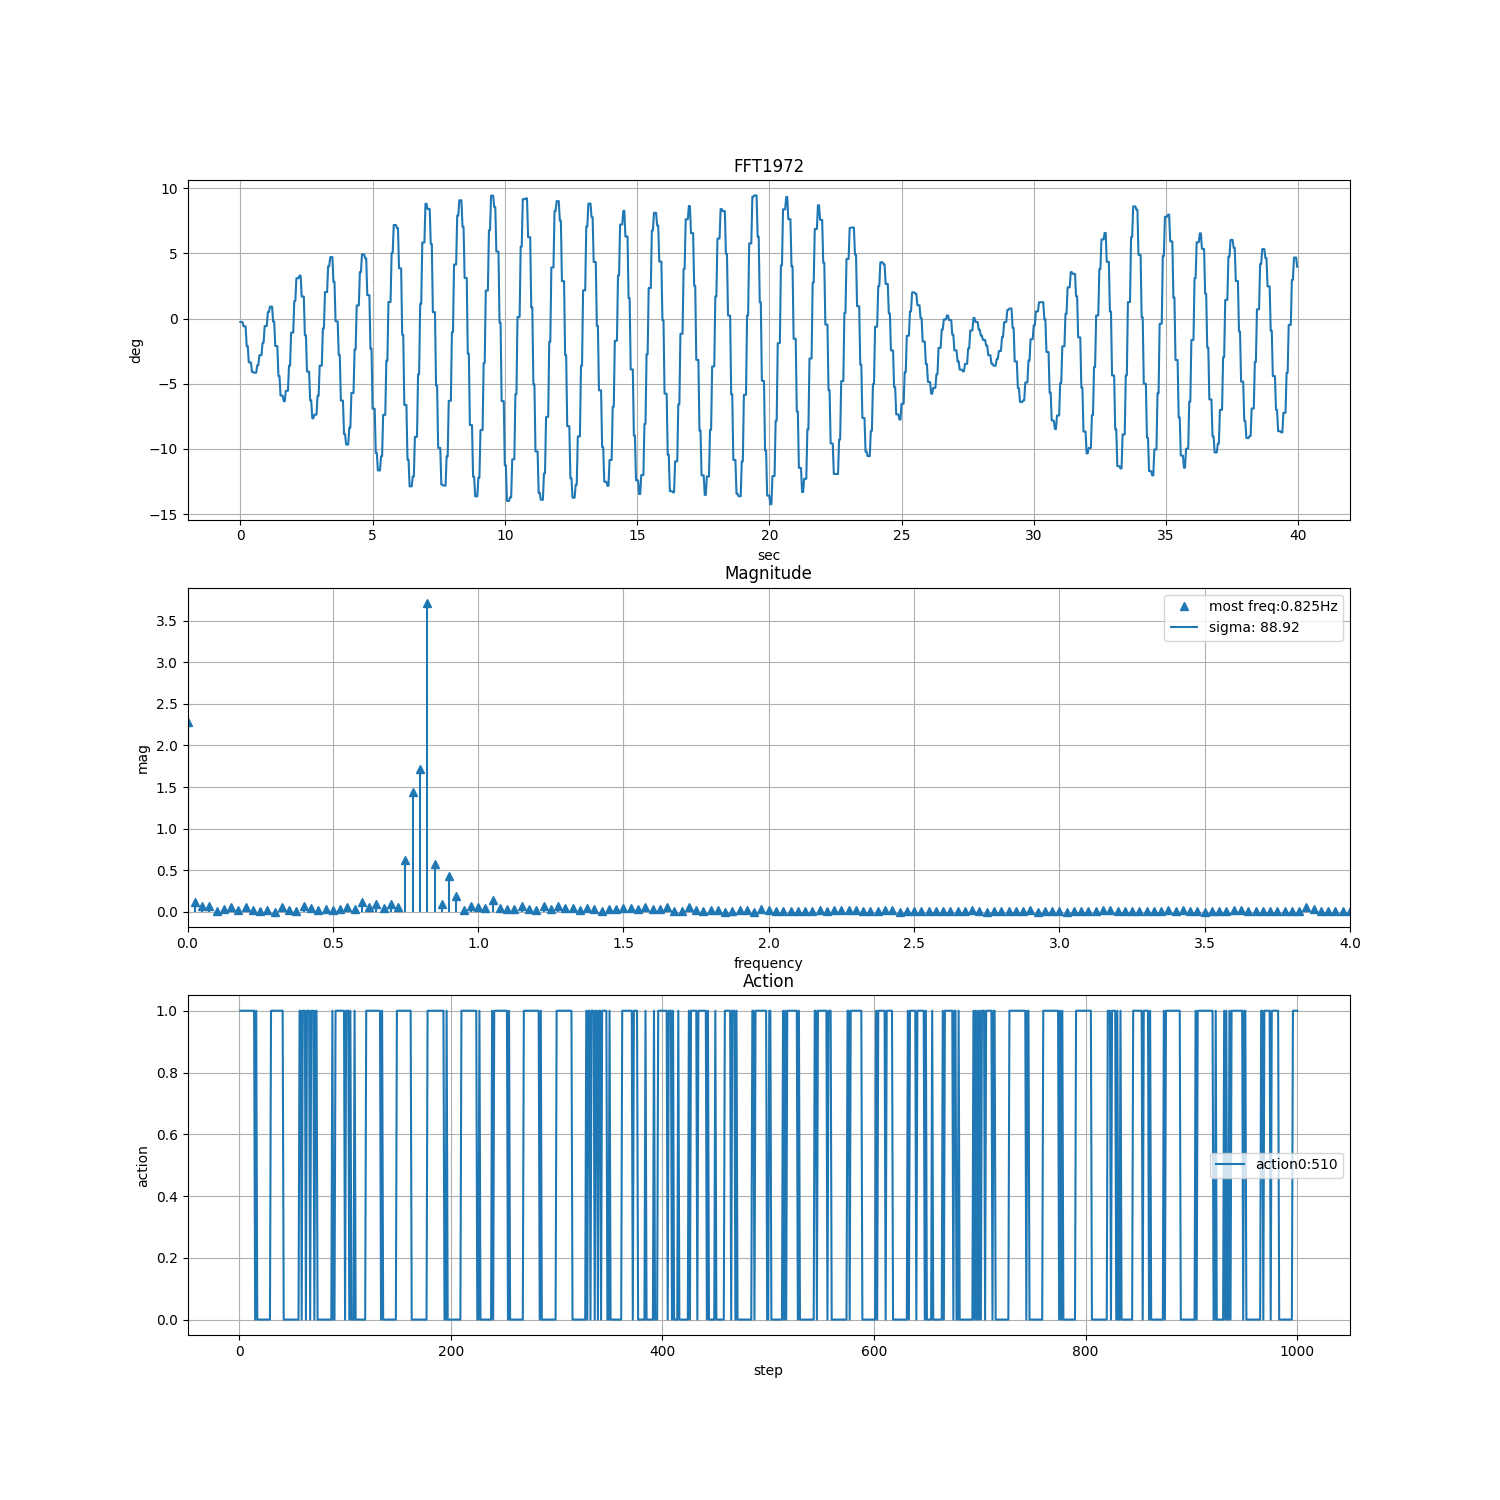 FFT1972
10
5
0
−5
−10
−15
deg
0 5 10 15 20 25 30 35 40
sec
Magnitude
most freq:0.825Hz
sigma: 88.92
3.5
3.0
2.5
2.0
1.5
1.0
0.5
0.0
mag
0.0 0.5 1.0 1.5 2.0 2.5 3.0 3.5 4.0
frequency
Action
1.0
0.8
0.6
0.4
0.2
0.0
action
action0:510
0 200 400 600 800 1000
step